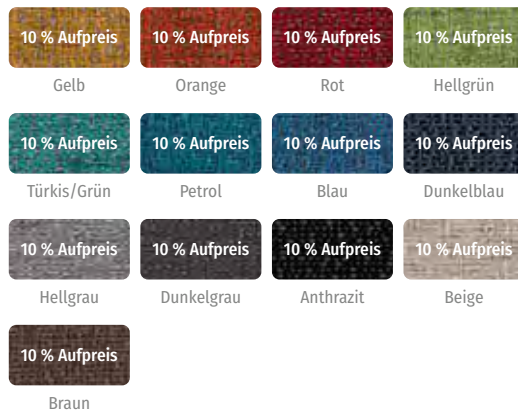 10 % Aufpreis
10 % Aufpreis
10 % Aufpreis
10 % Aufpreis
Gelb
Orange
Rot
Hellgrün
10 % Aufpreis
10 % Aufpreis
10 % Aufpreis
10 % Aufpreis
Türkis/Grün
Petrol
Blau
Dunkelblau
10 % Aufpreis
10 % Aufpreis
10 % Aufpreis
10 % Aufpreis
Hellgrau
Dunkelgrau
Anthrazit
Beige
10 % Aufpreis
Braun